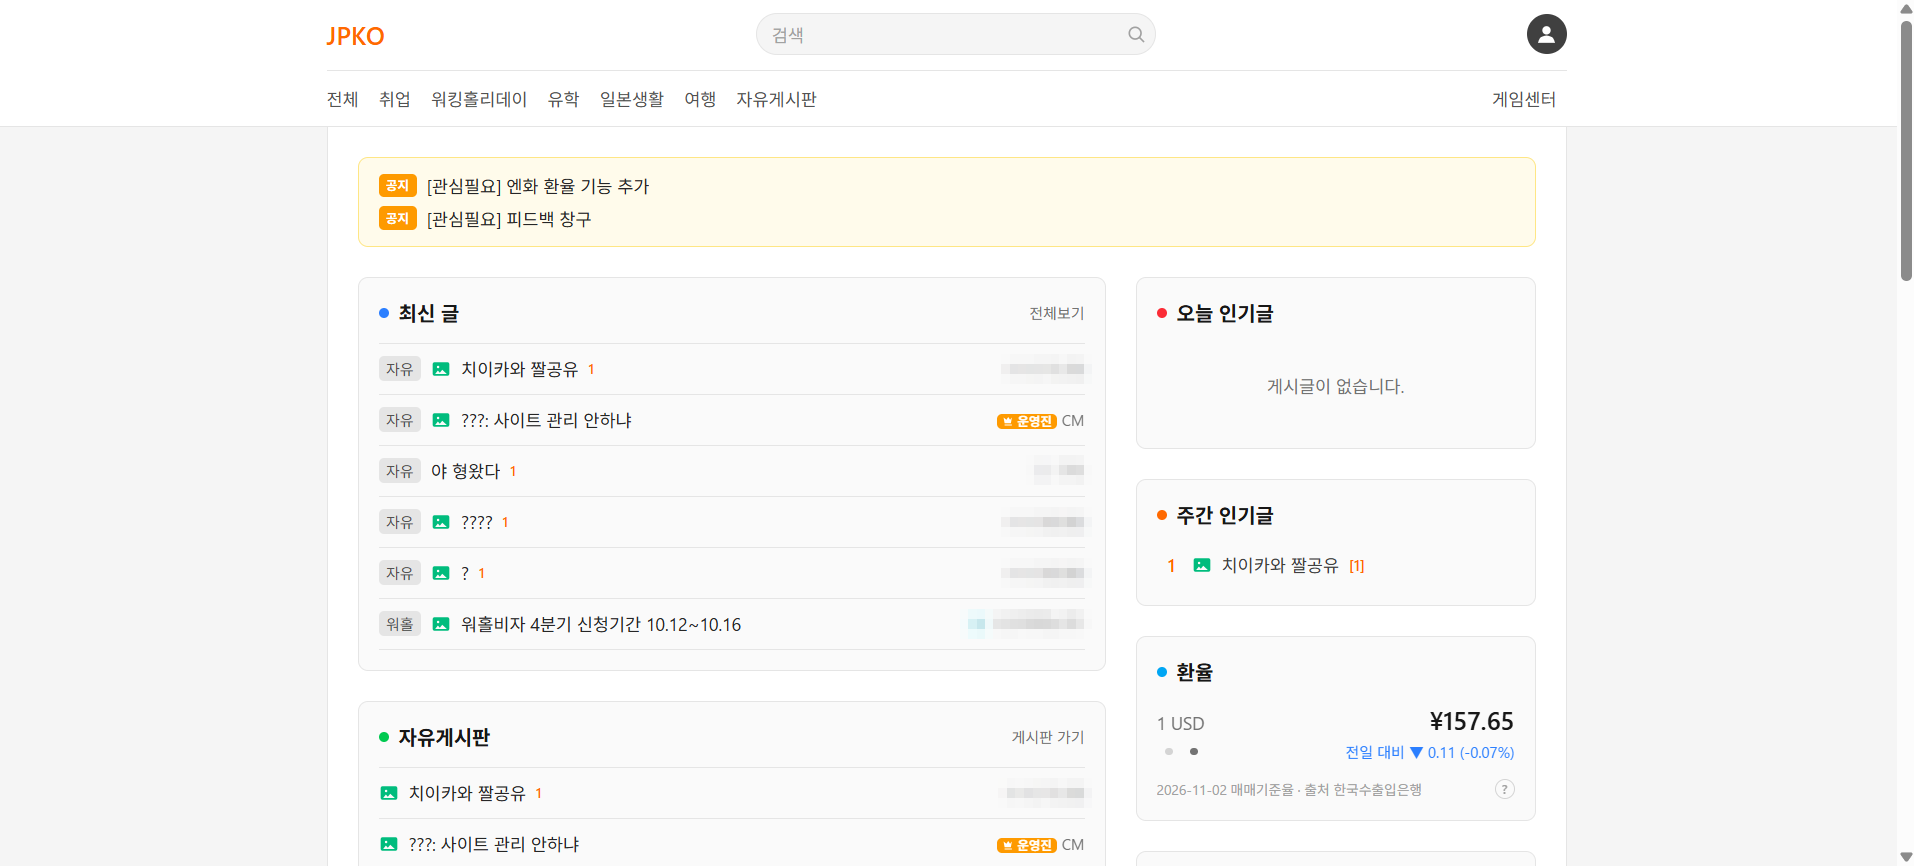 JPKO
검색
전체 취업 워킹홀리데이 유학 일본생활 여행 자유게시판 게임센터
공지 [관심필요] 엔화 환율 기능 추가
공지 [관심필요] 피드백 창구
최신 글 전체보기
자유 치이카와 짤공유 1
자유 ???: 사이트 관리 안하냐 운영진 CM
자유 야 형왔다 1
자유 ???? 1
자유 ? 1
워홀 워홀비자 4분기 신청기간 10.12~10.16
자유게시판 게시판 가기
치이카와 짤공유 1
???: 사이트 관리 안하냐 운영진 CM
오늘 인기글
게시글이 없습니다.
주간 인기글
1 치이카와 짤공유 [1]
환율
1 USD ¥157.65
전일 대비 ▼ 0.11 (-0.07%)
2026-11-02 매매기준율 · 출처 한국수출입은행 ?